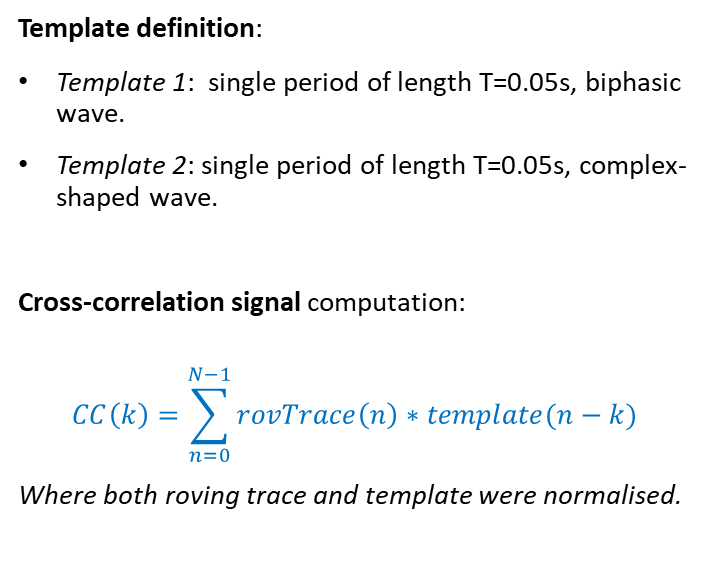 Template definition:
• Template 1: single period of length T=0.05s, biphasic
wave.
• Template 2: single period of length T=0.05s, complex-
shaped wave.
Cross-correlation signal computation:
N−1
CC(k) = ∑ rovTrace(n) * template(n − k)
n=0
Where both roving trace and template were normalised.